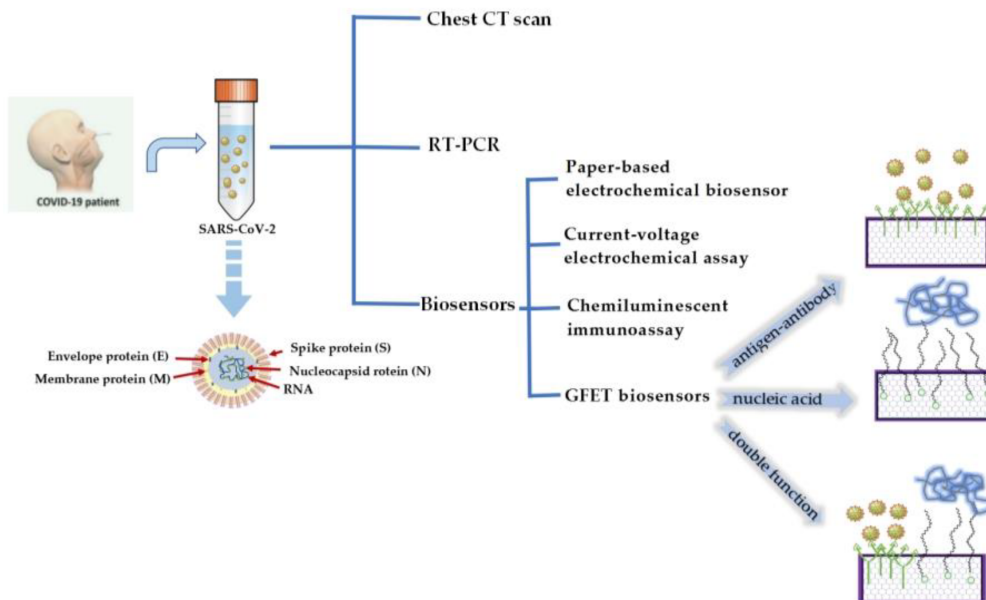 Chest CT scan
COVID-19 patient
SARS-CoV-2
RT-PCR
Biosensors
Paper-based
electrochemical biosensor
Current-voltage
electrochemical assay
Chemiluminescent
immunoassay
GFET biosensors
antigen-antibody
nucleic acid
double function
Envelope protein (E)
Membrane protein (M)
Spike protein (S)
Nucleocapsid rotein (N)
RNA